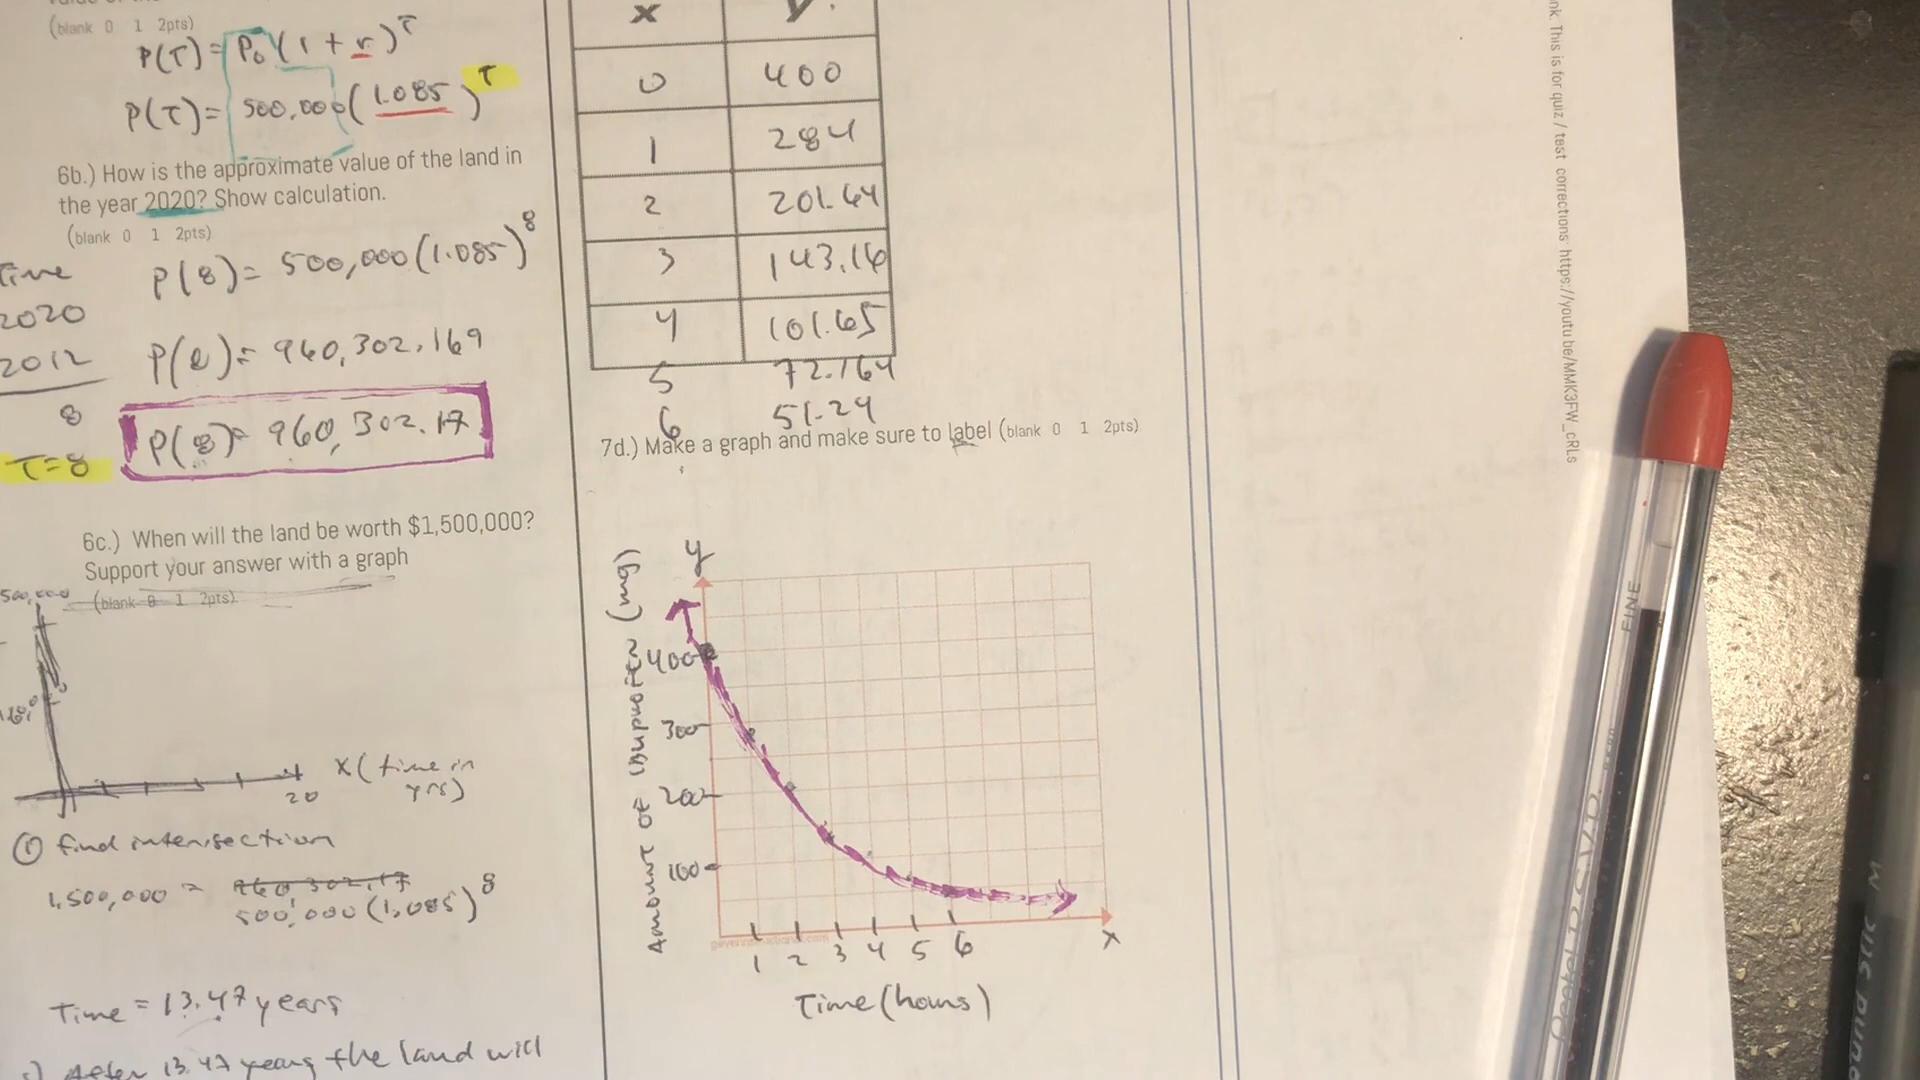 (blank 0 1 2pts)
P(T) = P₀(1+r)^T
P(T) = 500,000(1.085)^T
6b.) How is the approximate value of the land in
the year 2020? Show calculation.
(blank 0 1 2pts)
P(8) = 500,000(1.085)^8
Time
2020
2012
8
T=8
P(8) = 960,302.169
P(8) = 960,302.17
6c.) When will the land be worth $1,500,000?
Support your answer with a graph
(blank 0 1 2pts)
x (time in
yrs)
20
① find intersection
1,500,000 = 960,302.17
500,000(1.085)^8
Time = 13.47 years
After 13.47 years the land will
x y
0 400
1 284
2 201.64
3 143.16
4 101.65
5 72.164
6 51.24
7d.) Make a graph and make sure to label (blank 0 1 2pts)
y
Amount of Ibuprofen (mg)
400
300
200
100
1 2 3 4 5 6
x
Time (hours)
nk. This is for quiz / test corrections https://youtu.be/MMK3FW_cRLs
FINE